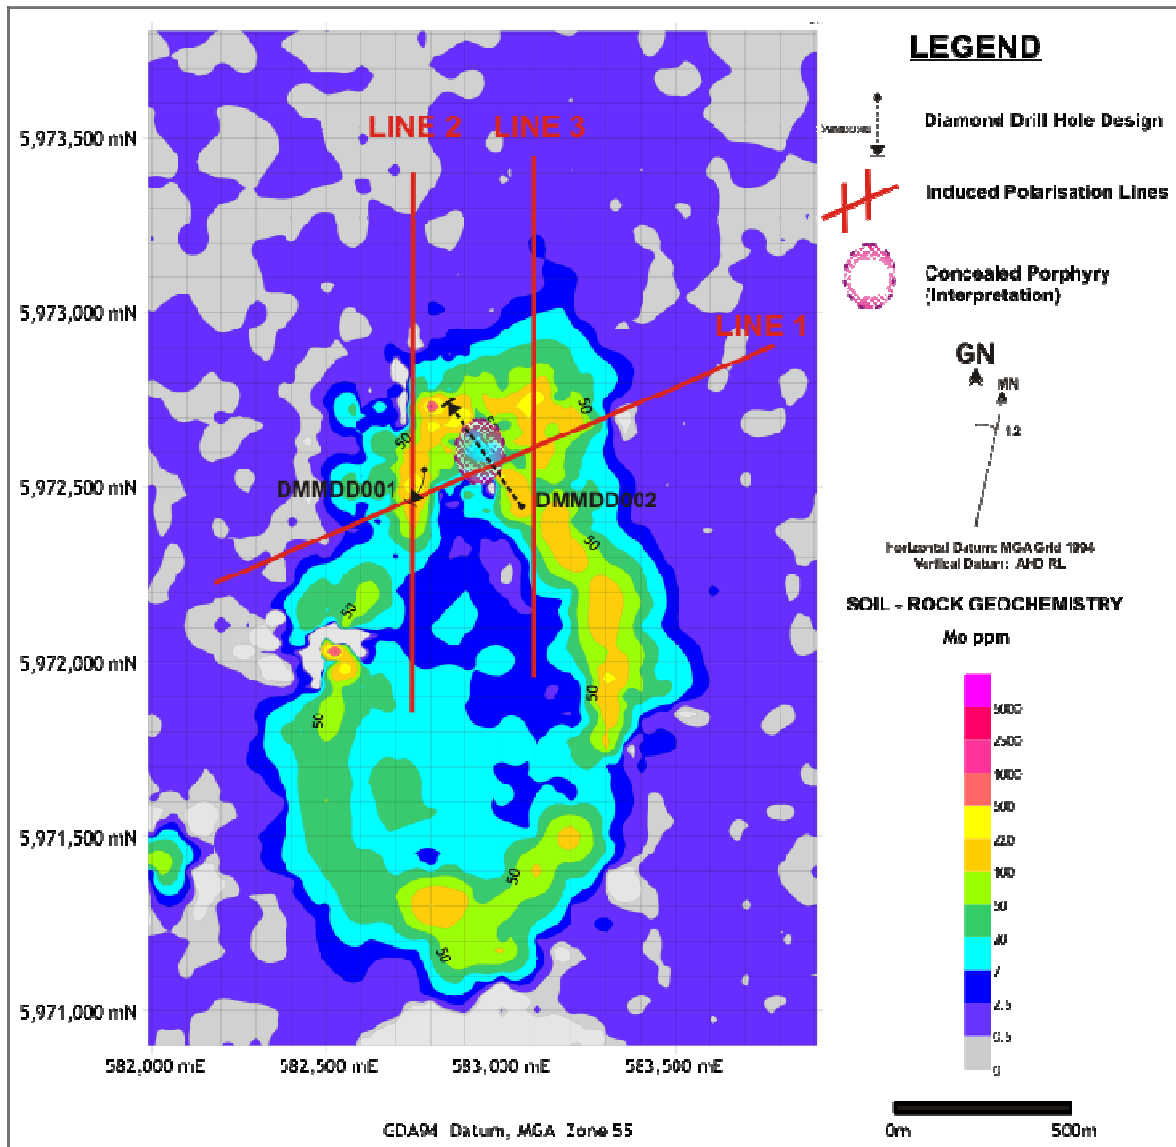 LEGEND
Diamond Drill Hole Design
Induced Polarisation Lines
Concealed Porphyry
(Interpretation)
GN
MN
12
Horizontal Datum: MGA Grid 1994
Vertical Datum: AHD RL
SOIL - ROCK GEOCHEMISTRY
Mo ppm
5000
2500
1000
500
220
100
50
20
7
2.5
0.5
0
0m
500m
5,973,500 mN
5,973,000 mN
5,972,500 mN
5,972,000 mN
5,971,500 mN
5,971,000 mN
LINE 2
LINE 3
LINE 1
DMMDD001
DMMDD002
50
50
50
50
50
50
50
50
582,000 mE
582,500 mE
583,000 mE
583,500 mE
GDA94 Datum, MGA Zone 55